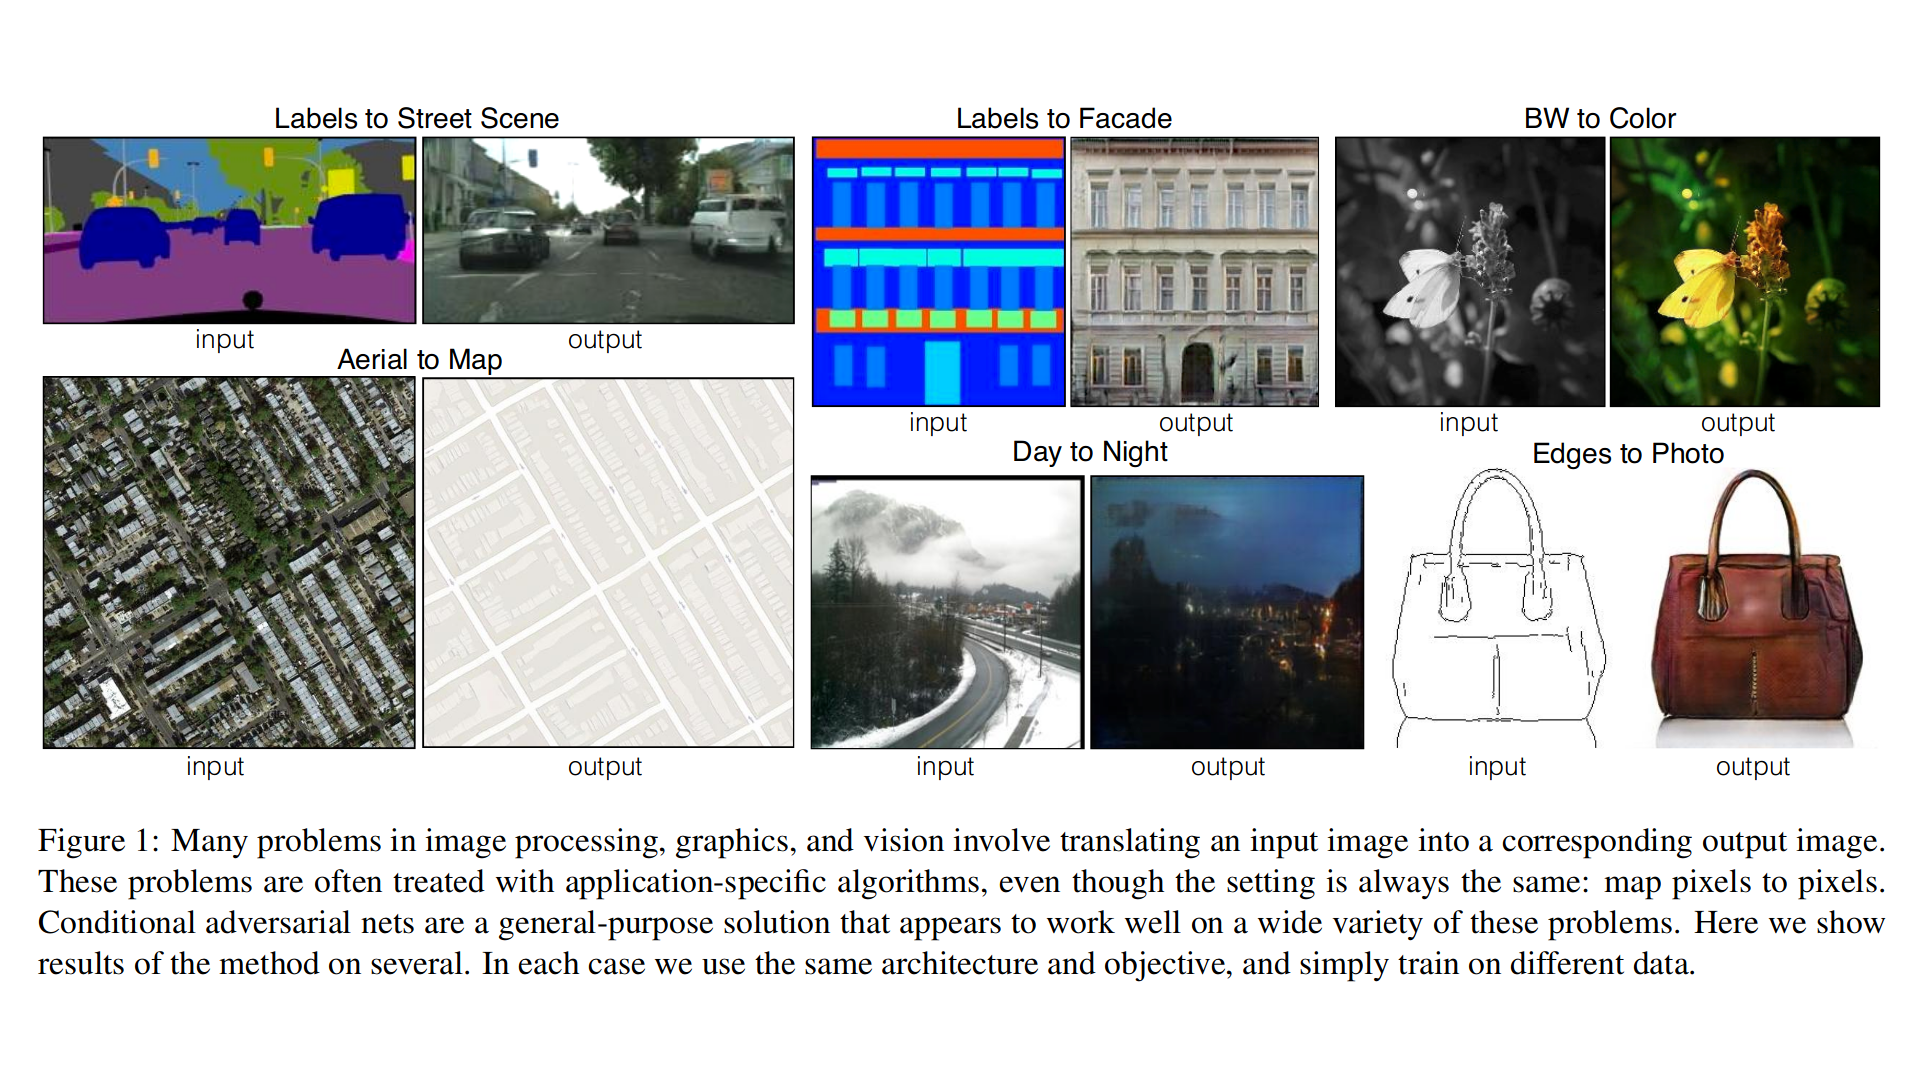 Labels to Street Scene
input
output
Aerial to Map
input
output
Labels to Facade
input
output
Day to Night
input
output
BW to Color
input
output
Edges to Photo
input
output
Figure 1: Many problems in image processing, graphics, and vision involve translating an input image into a corresponding output image.
These problems are often treated with application-specific algorithms, even though the setting is always the same: map pixels to pixels.
Conditional adversarial nets are a general-purpose solution that appears to work well on a wide variety of these problems. Here we show
results of the method on several. In each case we use the same architecture and objective, and simply train on different data.